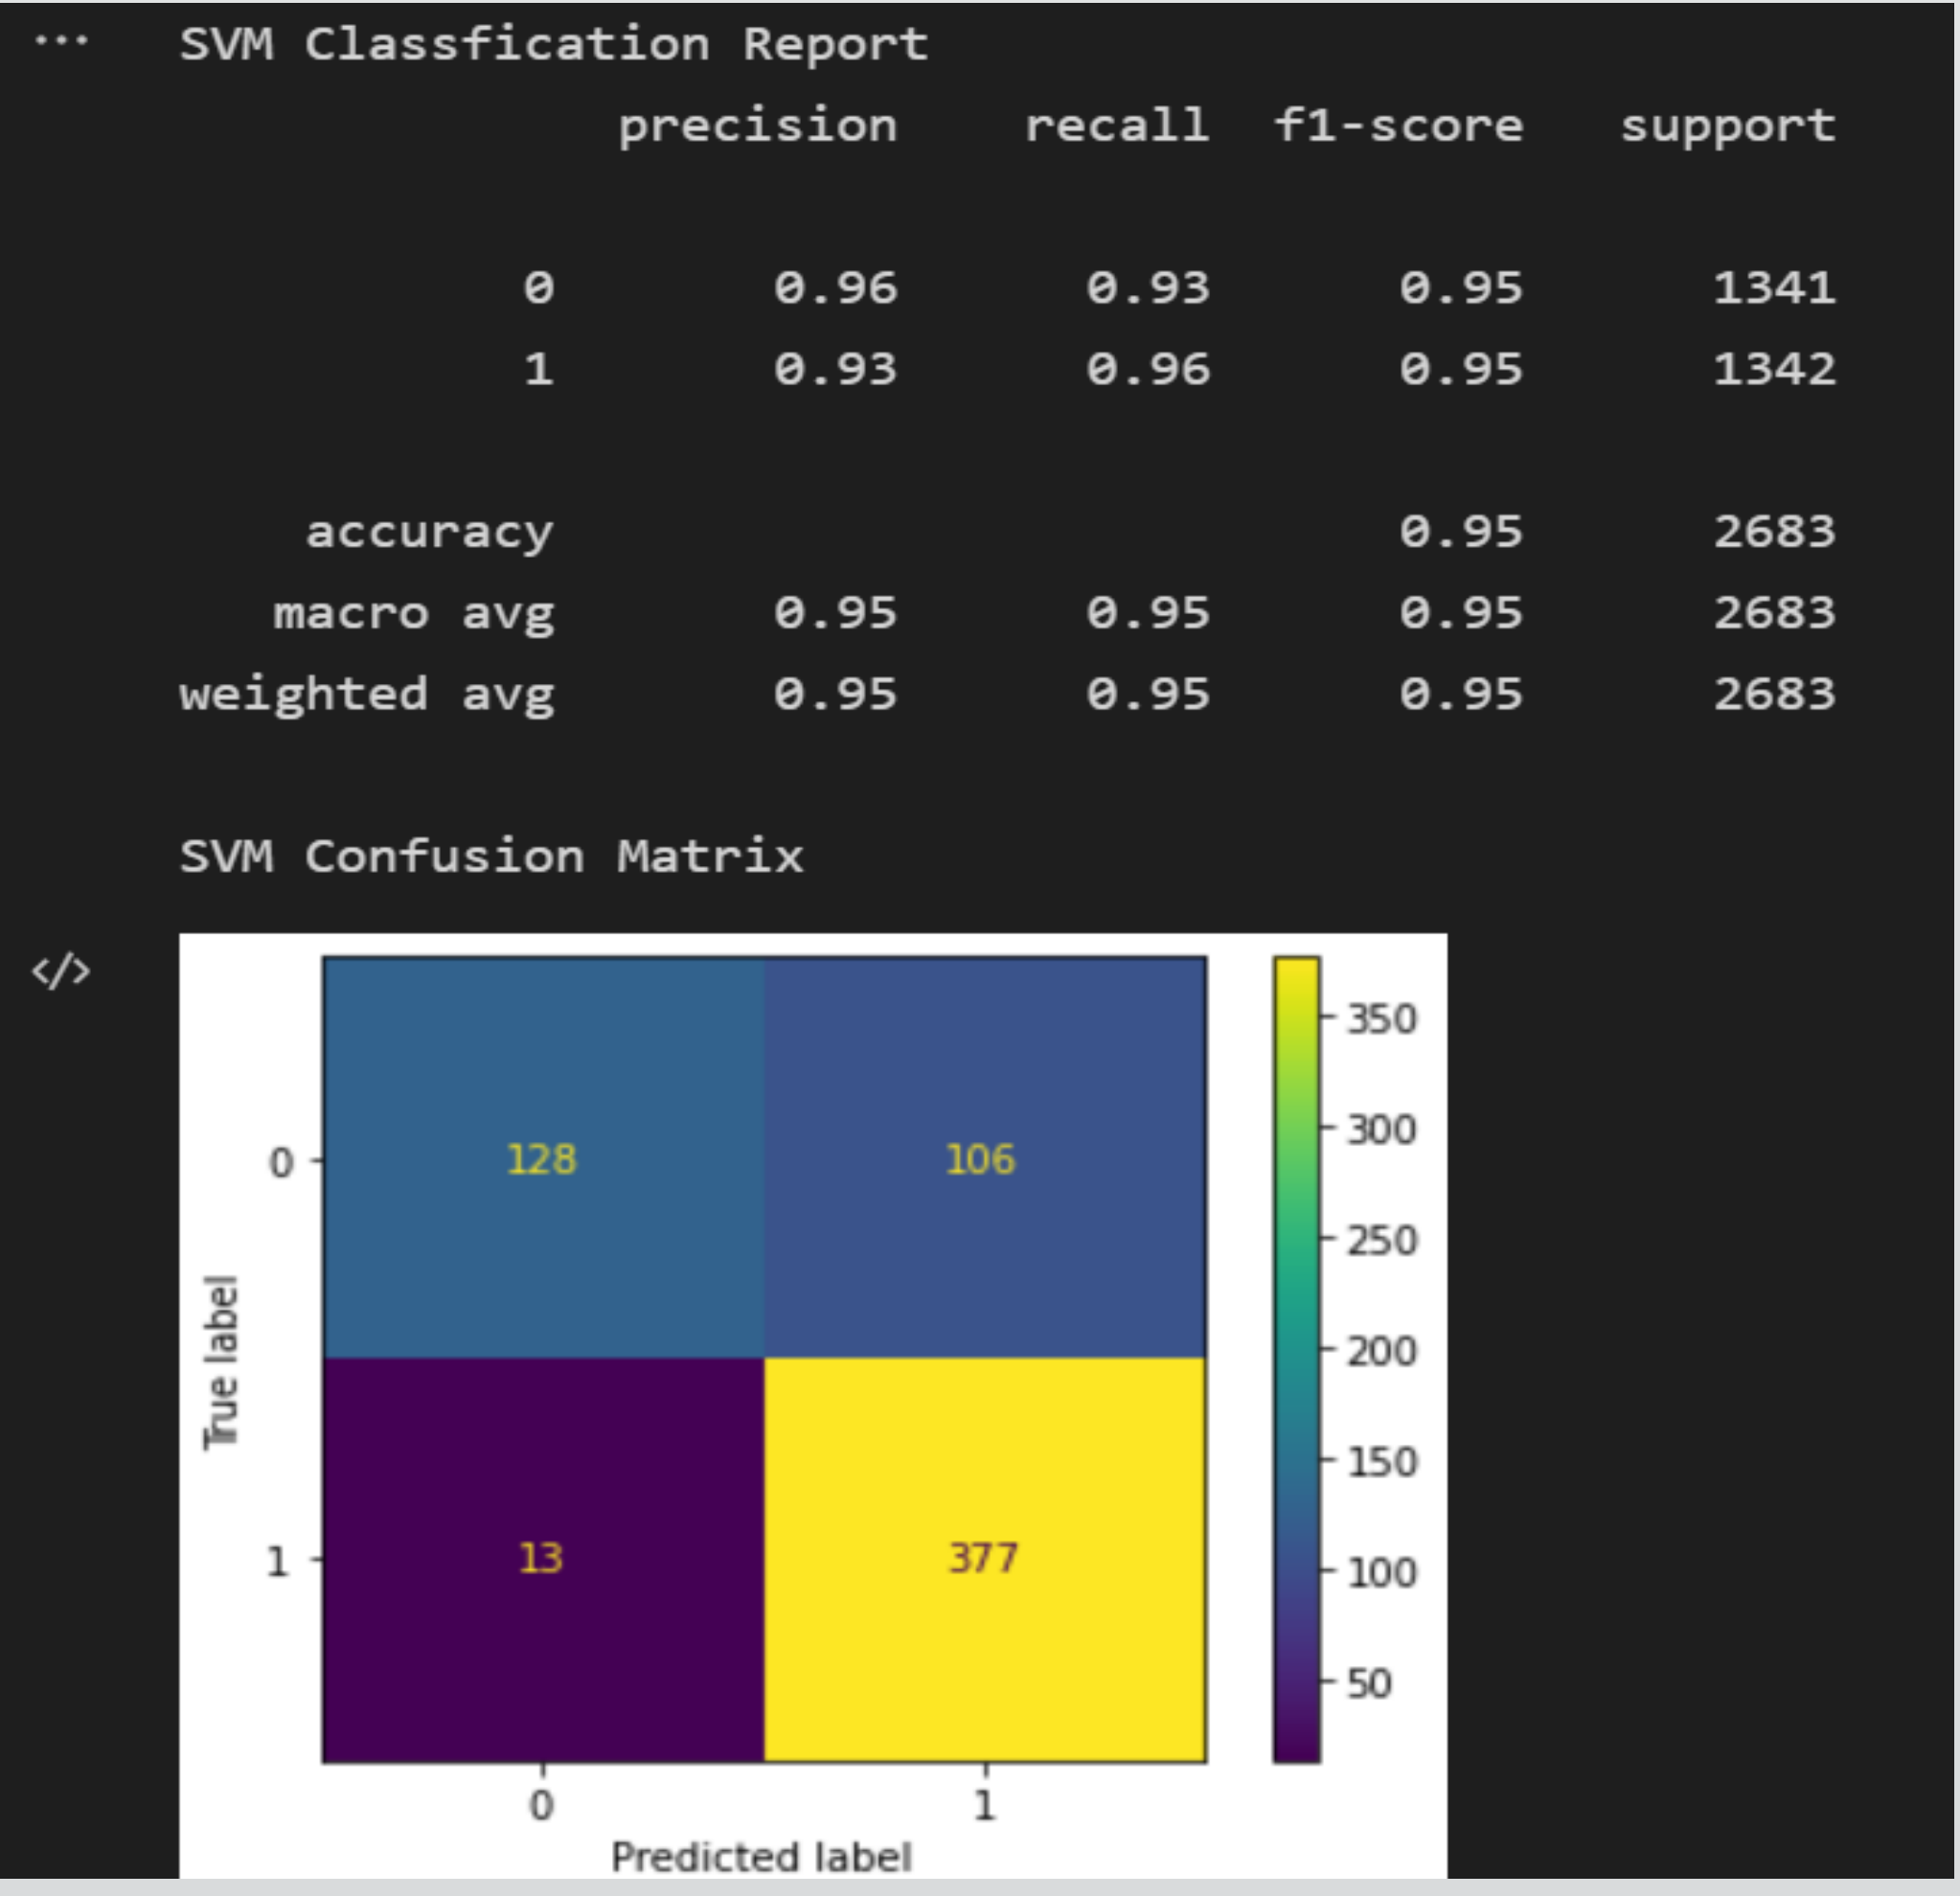 ...
SVM Classfication Report
precision recall f1-score support
0 0.96 0.93 0.95 1341
1 0.93 0.96 0.95 1342
accuracy 0.95 2683
macro avg 0.95 0.95 0.95 2683
weighted avg 0.95 0.95 0.95 2683
SVM Confusion Matrix
</>
True label
0
1
128 106
13 377
0 1
Predicted label
350
300
250
200
150
100
50